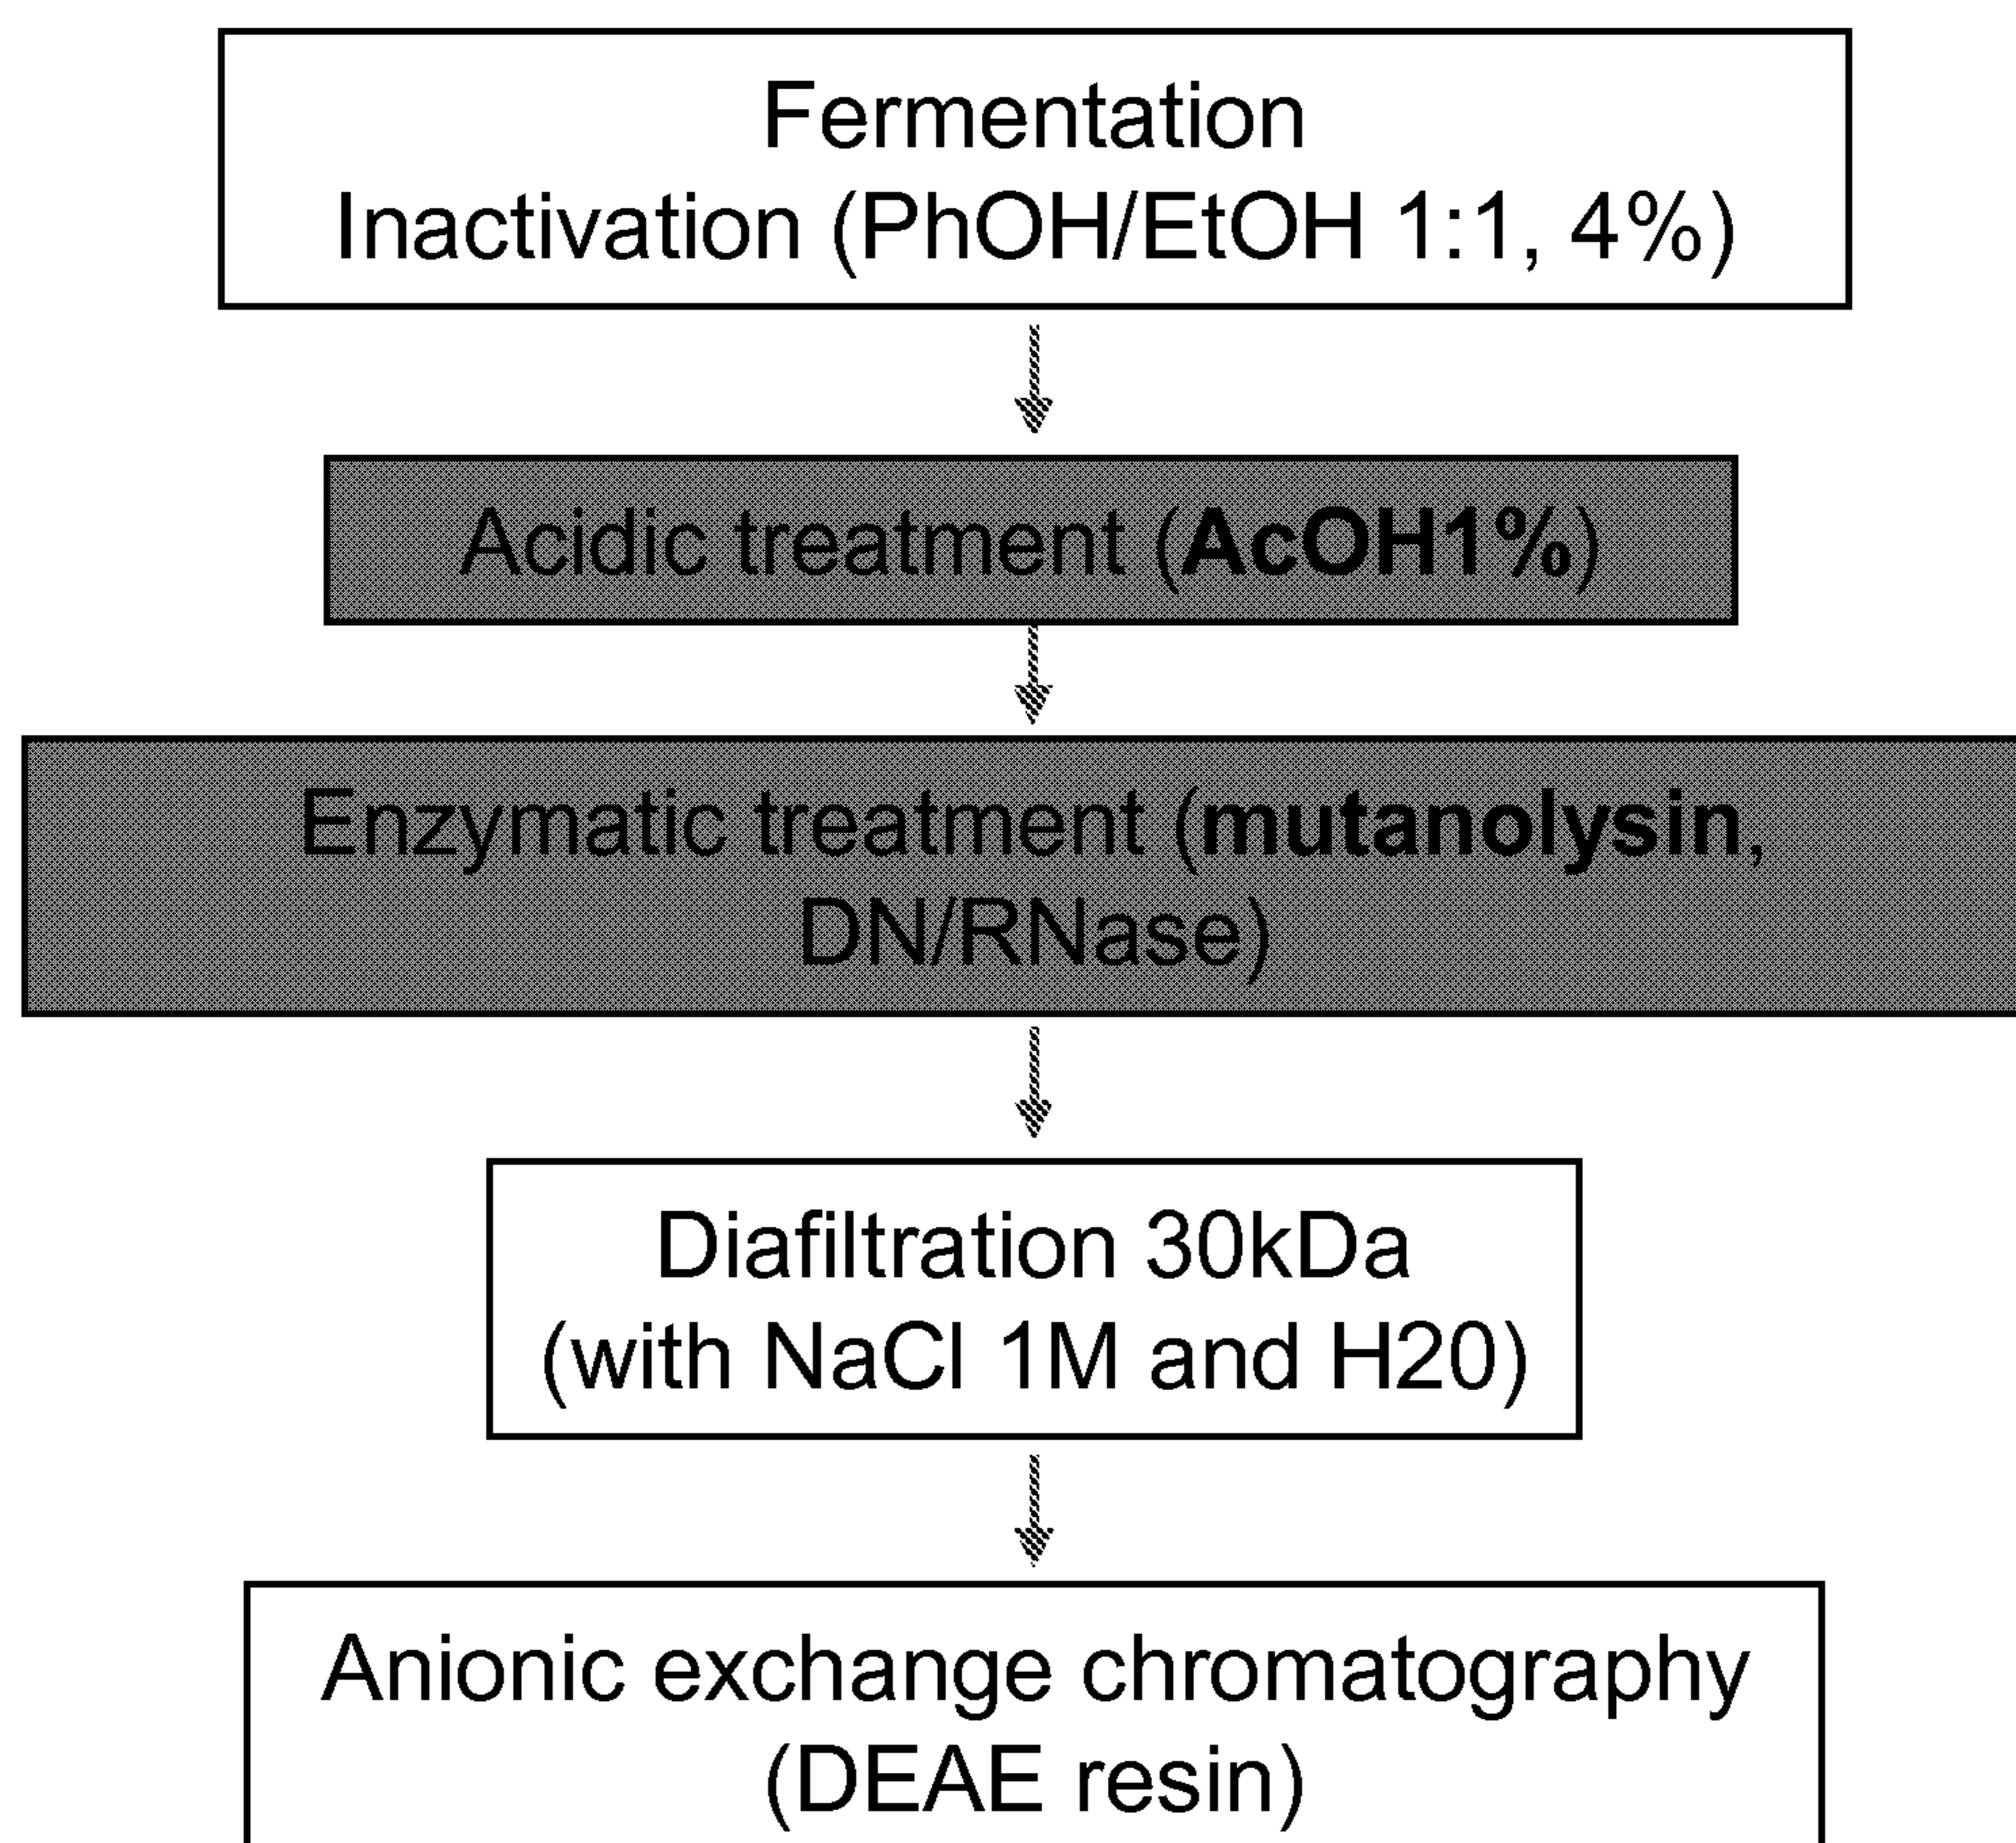 Fermentation
Inactivation (PhOH/EtOH 1:1, 4%)
Acidic treatment (AcOH1%)
Enzymatic treatment (mutanolysin,
DN/RNase)
Diafiltration 30kDa
(with NaCl 1M and H20)
Anionic exchange chromatography
(DEAE resin)